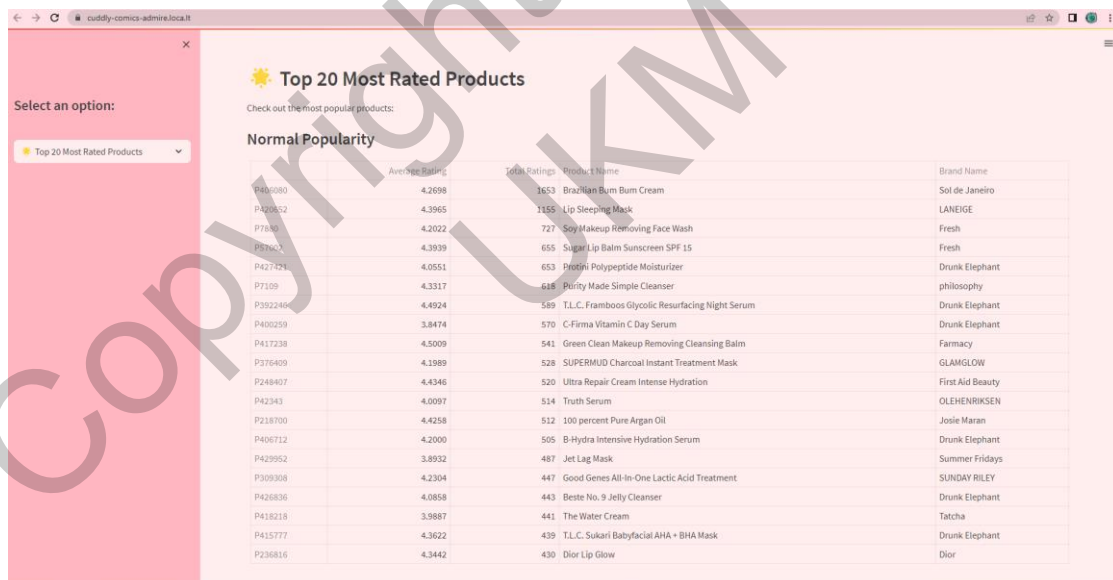 cuddly-comics-admire.loca.lt
Select an option:
Top 20 Most Rated Products
Top 20 Most Rated Products
Check out the most popular products:
Normal Popularity
Average Rating Total Ratings Product Name Brand Name
P406080 4.2698 1653 Brazilian Bum Bum Cream Sol de Janeiro
P420652 4.3965 1155 Lip Sleeping Mask LANEIGE
P7880 4.2022 727 Soy Makeup Removing Face Wash Fresh
P57002 4.3939 655 Sugar Lip Balm Sunscreen SPF 15 Fresh
P427421 4.0551 653 Protini Polypeptide Moisturizer Drunk Elephant
P7109 4.3317 618 Purity Made Simple Cleanser philosophy
P392246 4.4924 589 T.L.C. Framboos Glycolic Resurfacing Night Serum Drunk Elephant
P400259 3.8474 570 C-Firma Vitamin C Day Serum Drunk Elephant
P417238 4.5009 541 Green Clean Makeup Removing Cleansing Balm Farmacy
P376409 4.1989 528 SUPERMUD Charcoal Instant Treatment Mask GLAMGLOW
P248407 4.4346 520 Ultra Repair Cream Intense Hydration First Aid Beauty
P42343 4.0097 514 Truth Serum OLEHENRIKSEN
P218700 4.4258 512 100 percent Pure Argan Oil Josie Maran
P406712 4.2000 505 B-Hydra Intensive Hydration Serum Drunk Elephant
P429952 3.8932 487 Jet Lag Mask Summer Fridays
P309308 4.2304 447 Good Genes All-In-One Lactic Acid Treatment SUNDAY RILEY
P426836 4.0858 443 Beste No. 9 Jelly Cleanser Drunk Elephant
P418218 3.9887 441 The Water Cream Tatcha
P415777 4.3622 439 T.L.C. Sukari Babyfacial AHA + BHA Mask Drunk Elephant
P236816 4.3442 430 Dior Lip Glow Dior
Copyright
UKM